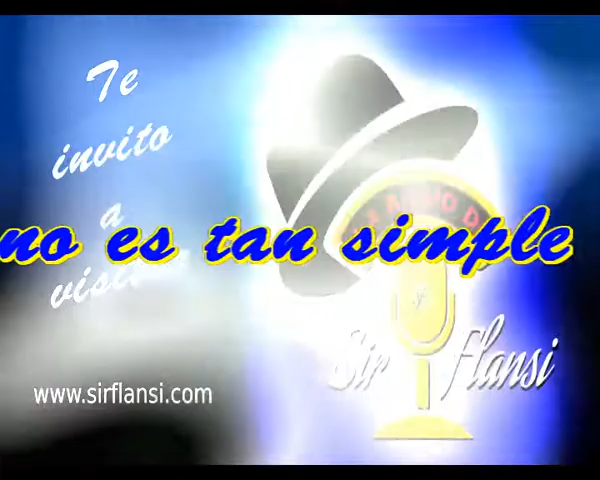 Te
invito
a
no es tan simple
Sir flansi
www.sirflansi.com